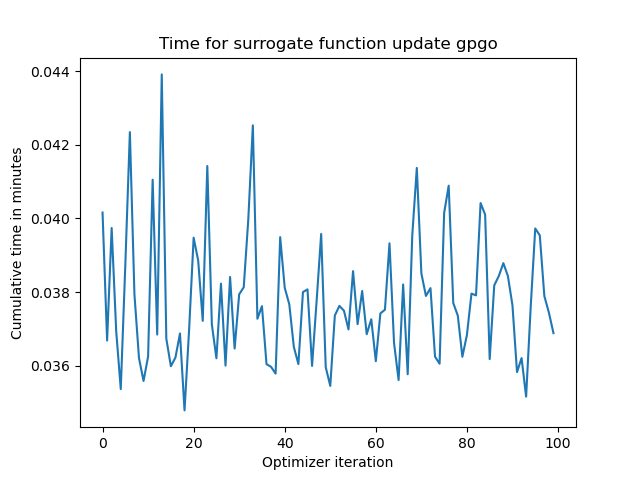 Time for surrogate function update gpgo
0.044
0.042
0.040
0.038
0.036
Cumulative time in minutes
0 20 40 60 80 100
Optimizer iteration